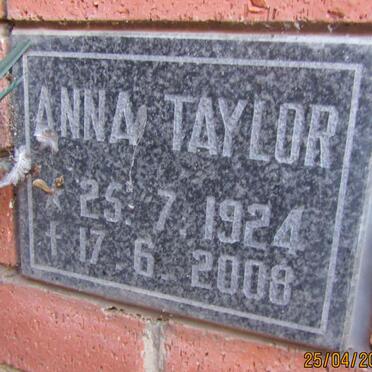 ANNA TAYLOR
* 25. 7. 1924
† 17. 6. 2008
25/04/20